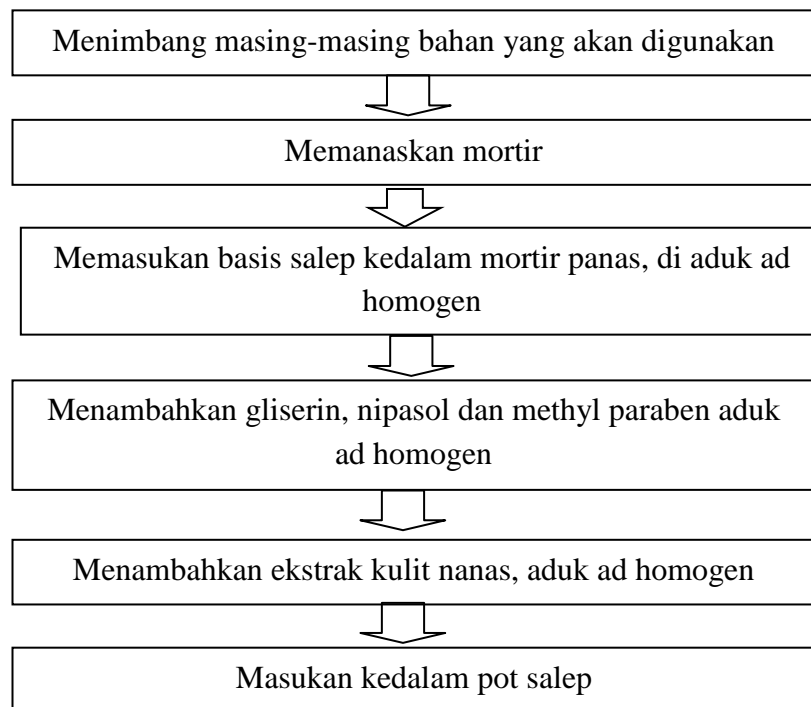 Menimbang masing-masing bahan yang akan digunakan
Memanaskan mortir
Memasukan basis salep kedalam mortir panas, di aduk ad
homogen
Menambahkan gliserin, nipasol dan methyl paraben aduk
ad homogen
Menambahkan ekstrak kulit nanas, aduk ad homogen
Masukan kedalam pot salep